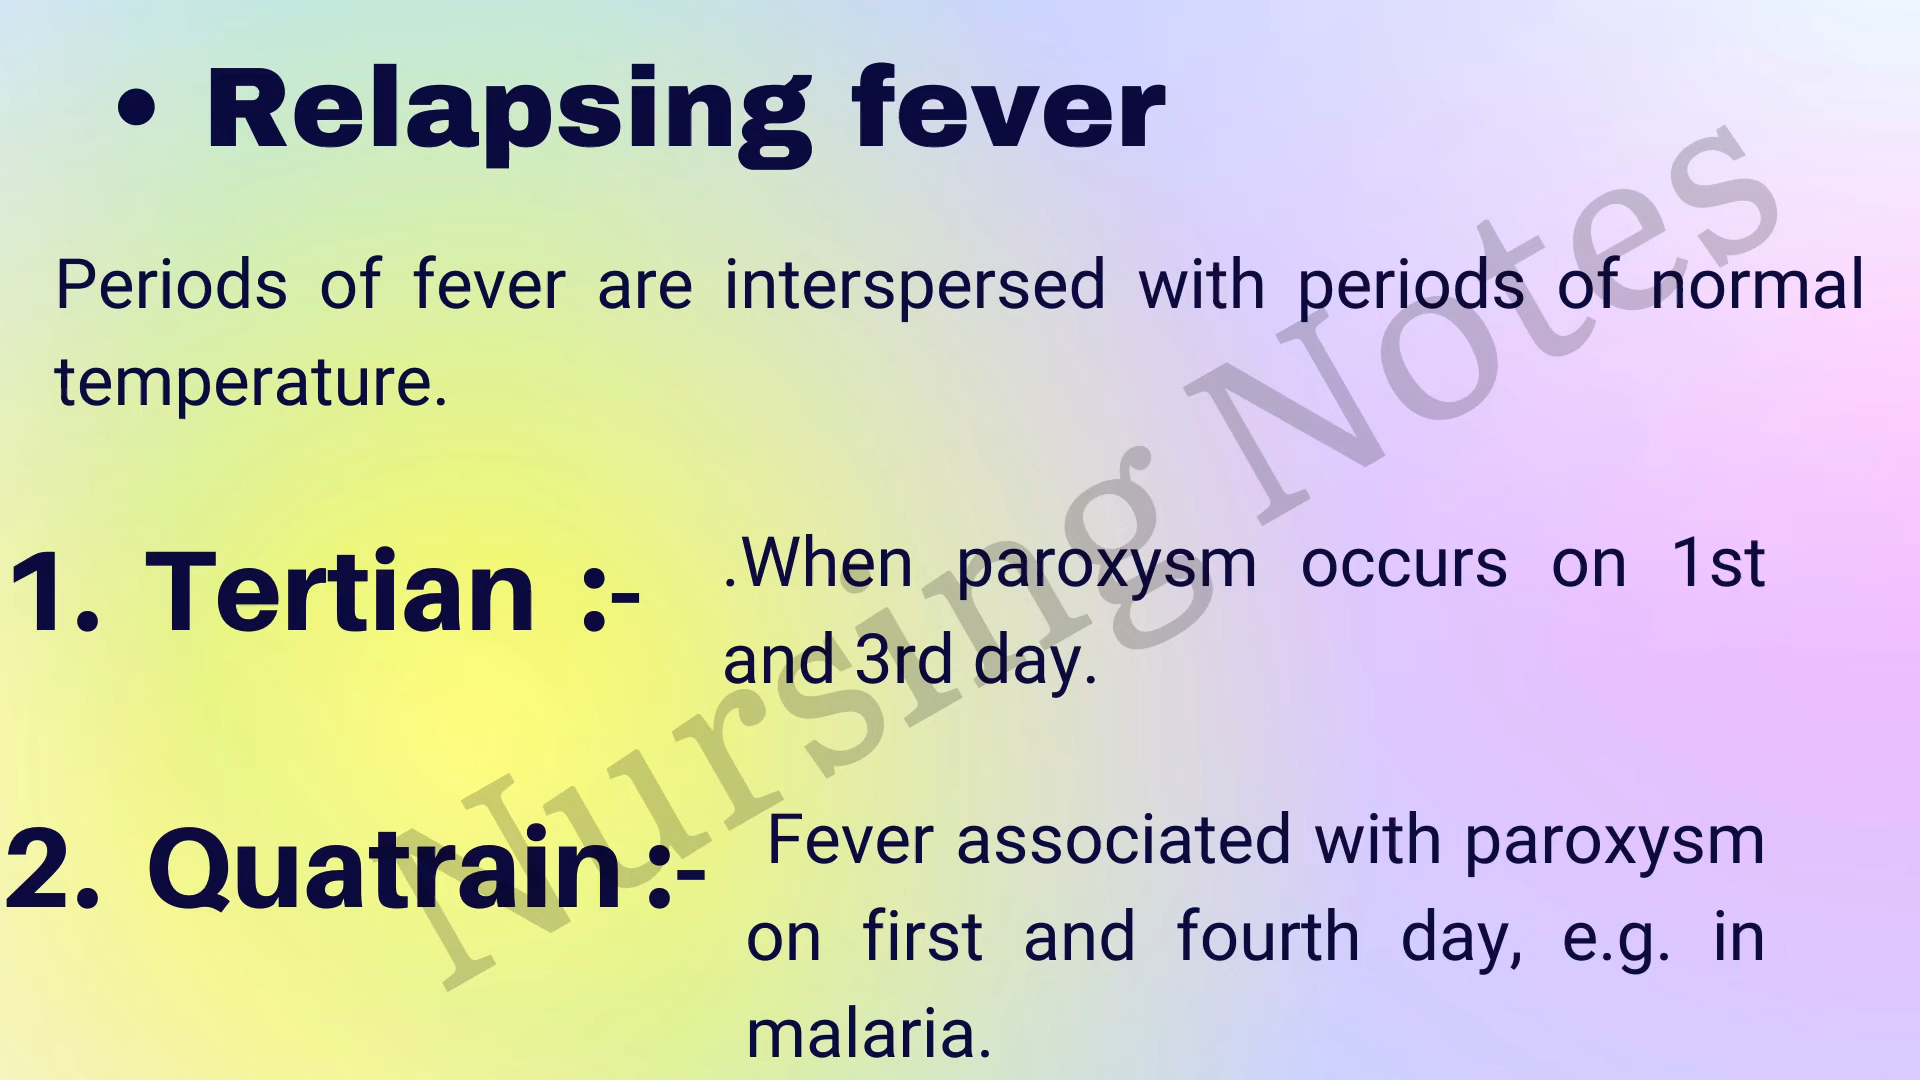 • Relapsing fever
Periods of fever are interspersed with periods of normal
temperature.
1. Tertian :-
.When paroxysm occurs on 1st
and 3rd day.
2. Quatrain :-
Fever associated with paroxysm
on first and fourth day, e.g. in
malaria.
Nursing Notes